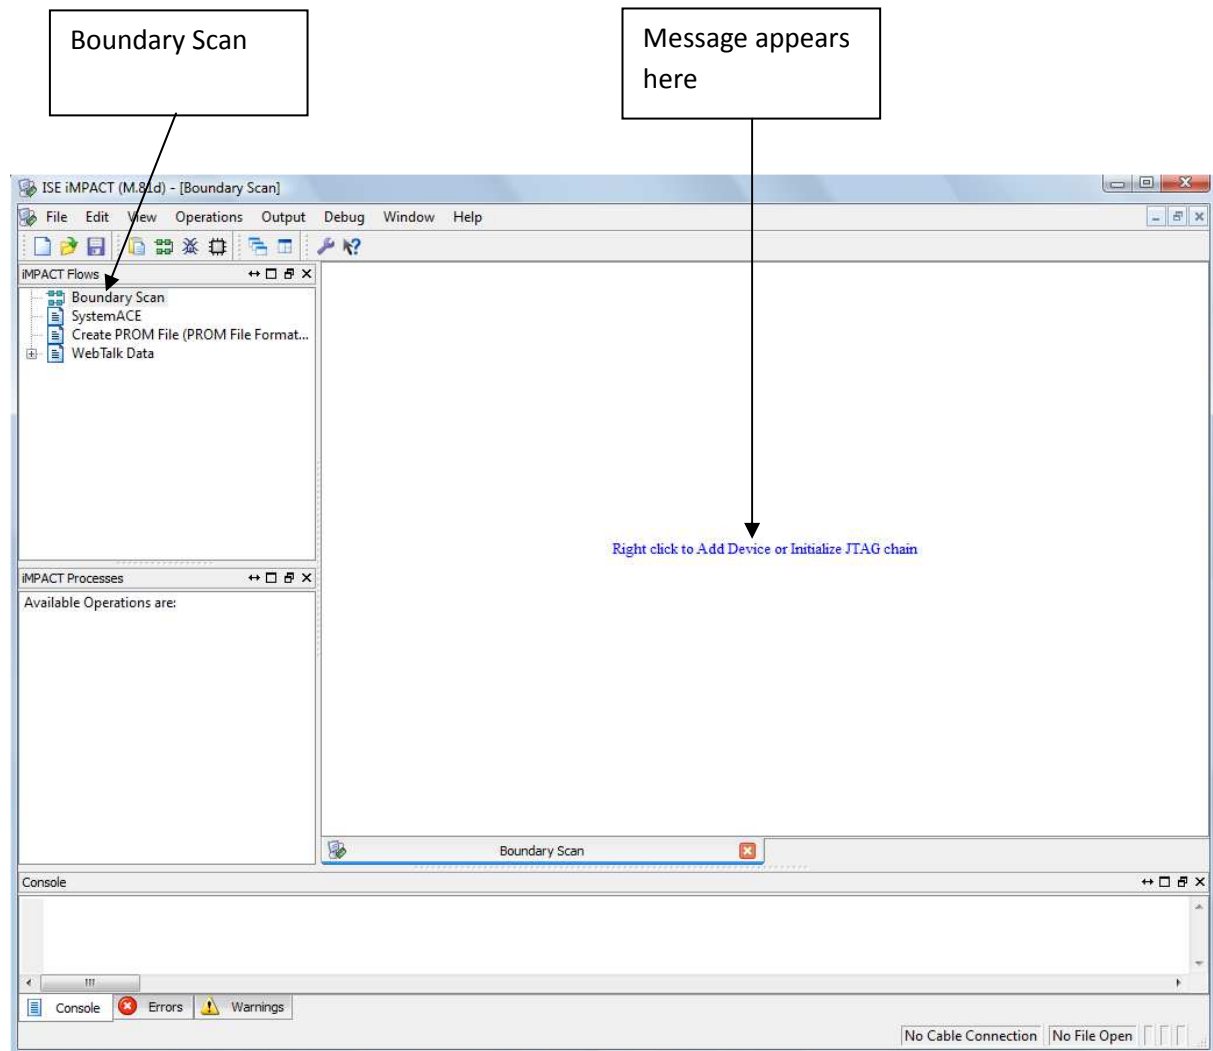 Boundary Scan
Message appears
here
ISE iMPACT (M.81d) - [Boundary Scan]
File Edit View Operations Output Debug Window Help
iMPACT Flows
Boundary Scan
SystemACE
Create PROM File (PROM File Format...
WebTalk Data
Right click to Add Device or Initialize JTAG chain
iMPACT Processes
Available Operations are:
Boundary Scan
Console
Console Errors Warnings
No Cable Connection No File Open